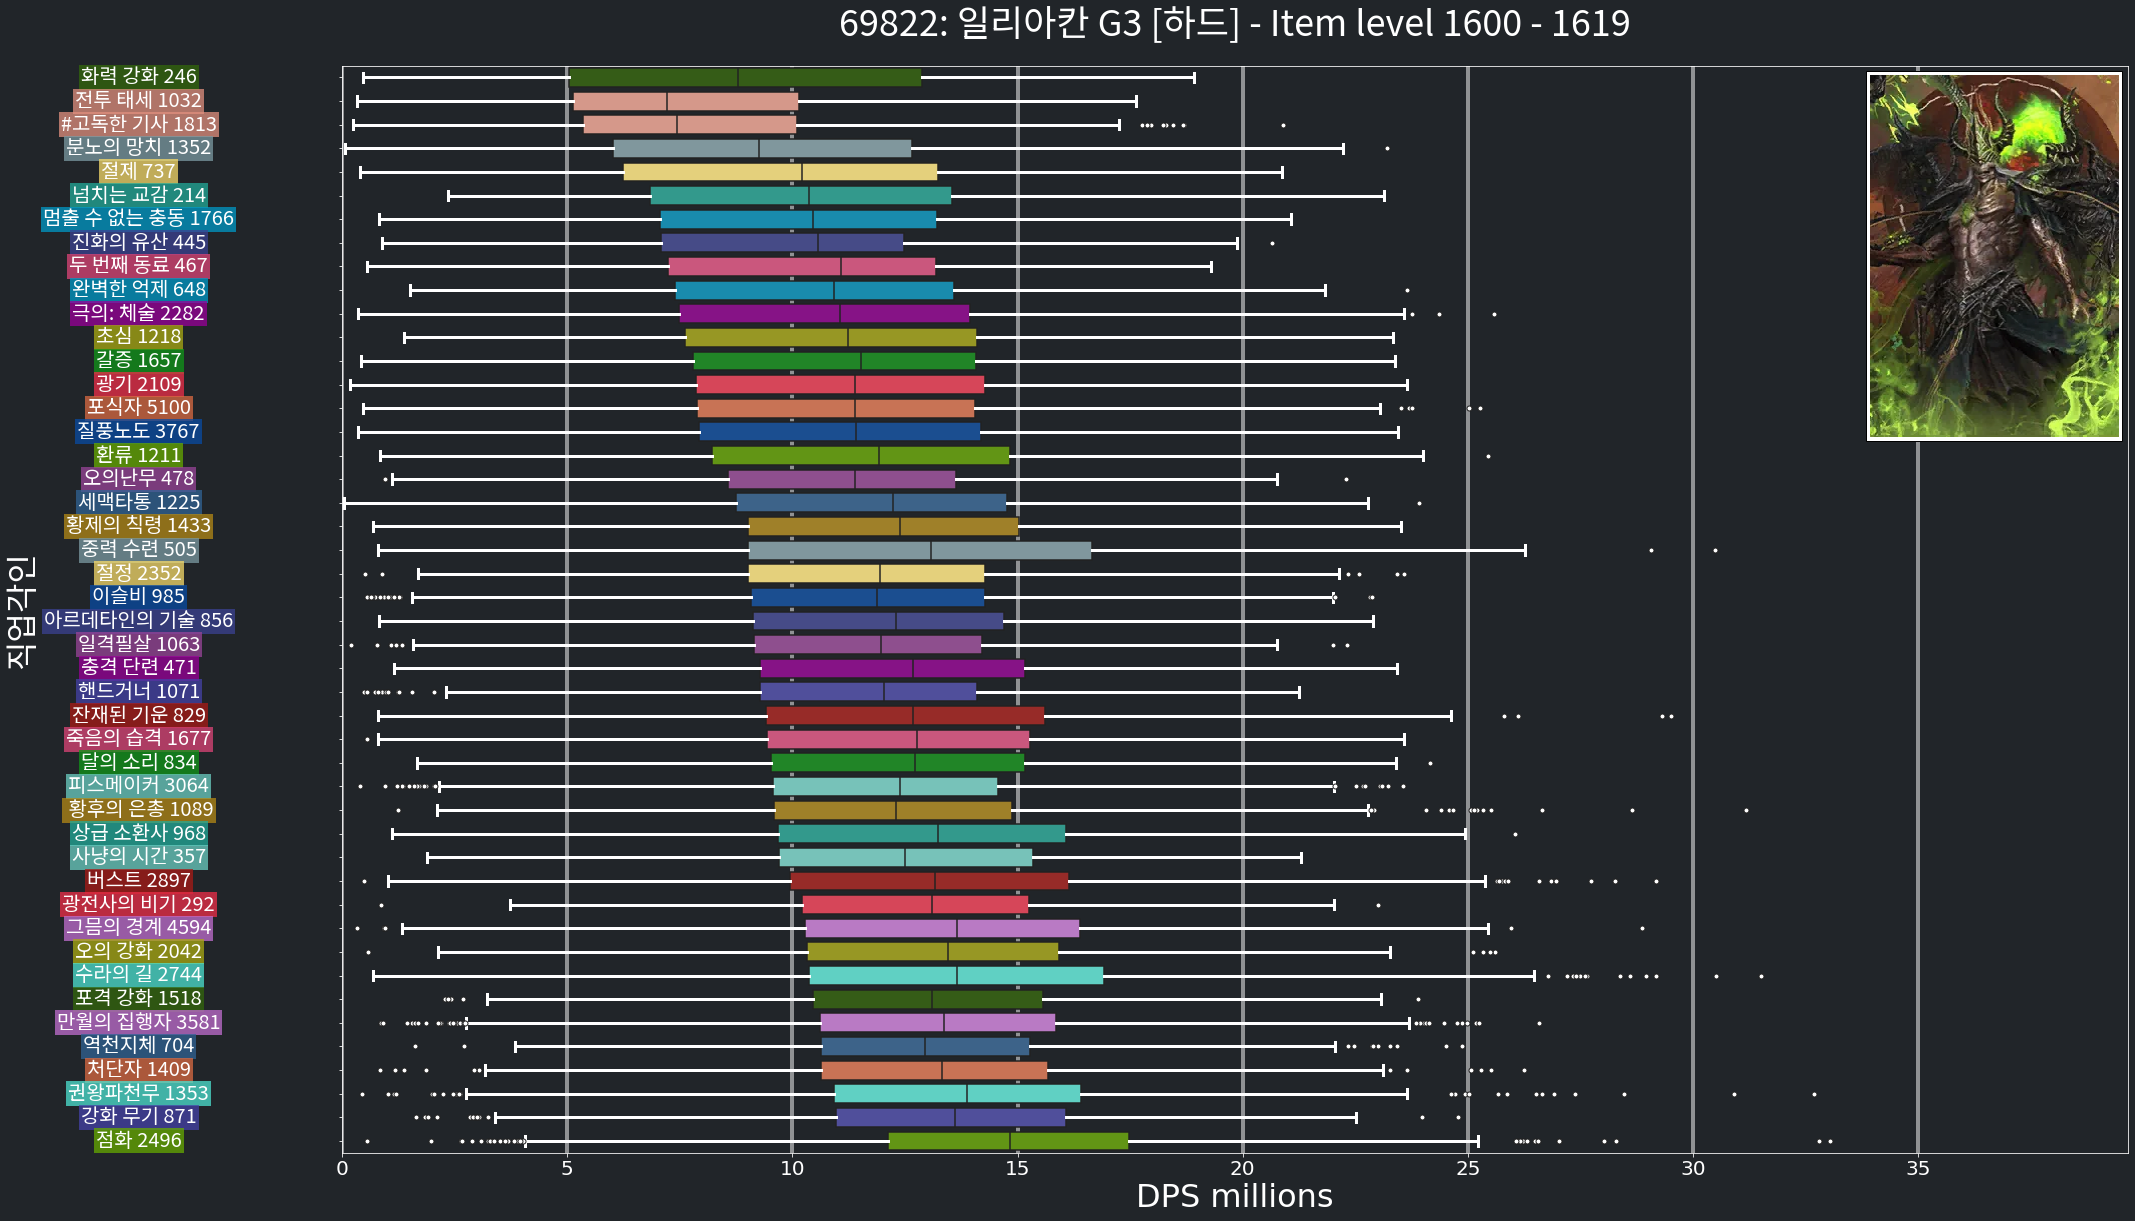 69822: 일리아칸 G3 [하드] - Item level 1600 - 1619
화력 강화 246
전투 태세 1032
#고독한 기사 1813
분노의 망치 1352
절제 737
넘치는 교감 214
멈출 수 없는 충동 1766
진화의 유산 445
두 번째 동료 467
완벽한 억제 648
극의: 체술 2282
초심 1218
갈증 1657
광기 2109
포식자 5100
질풍노도 3767
환류 1211
오의난무 478
세맥타통 1225
황제의 칙령 1433
중력 수련 505
절정 2352
이슬비 985
아르데타인의 기술 856
일격필살 1063
충격 단련 471
핸드거너 1071
잔재된 기운 829
죽음의 습격 1677
달의 소리 834
피스메이커 3064
황후의 은총 1089
상급 소환사 968
사냥의 시간 357
버스트 2897
광전사의 비기 292
그믐의 경계 4594
오의 강화 2042
수라의 길 2744
포격 강화 1518
만월의 집행자 3581
역천지체 704
처단자 1409
권왕파천무 1353
강화 무기 871
점화 2496
직업각인
0 5 10 15 20 25 30 35
DPS millions